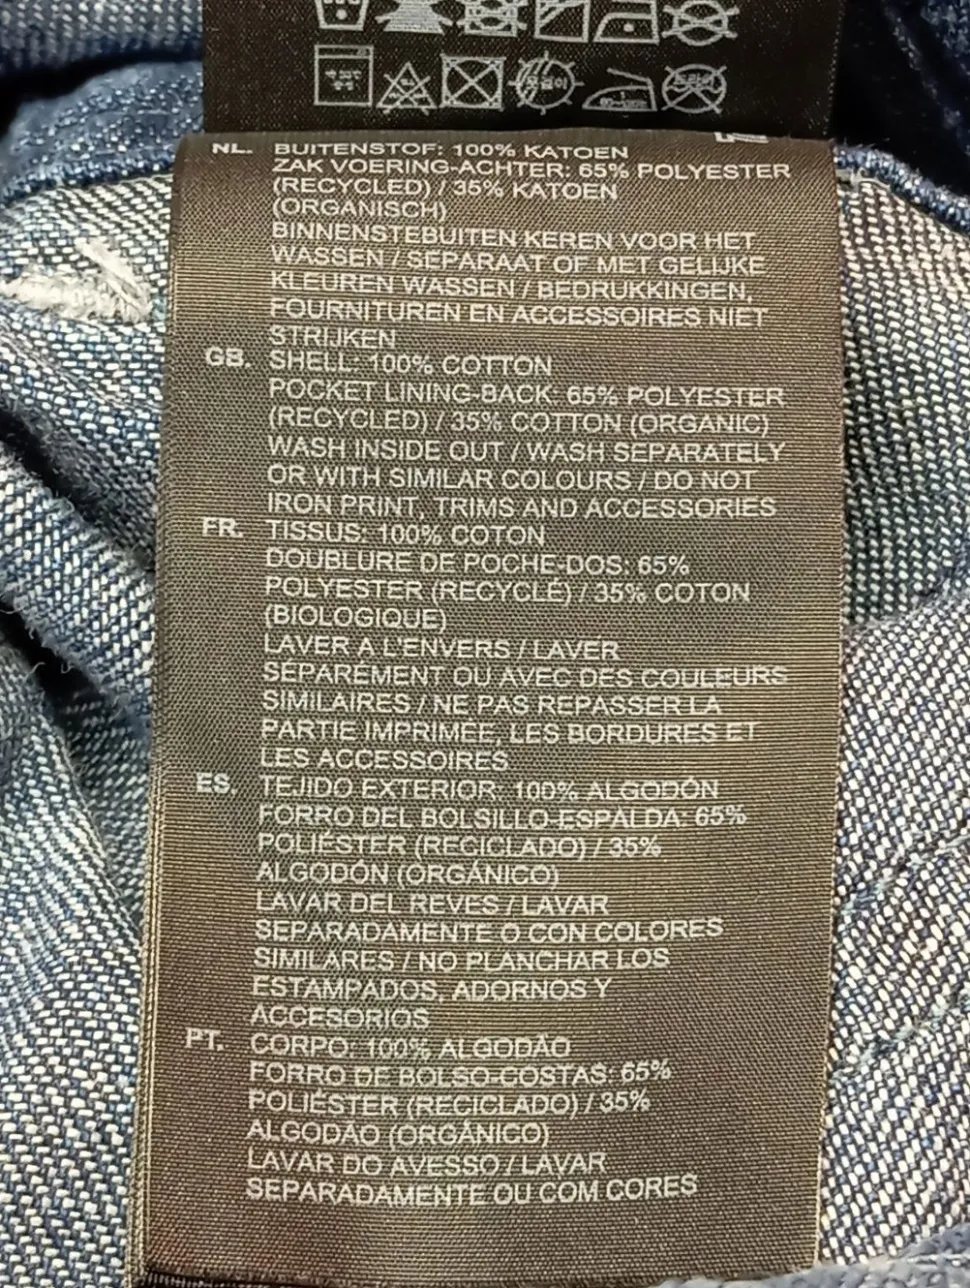 NL. BUITENSTOF: 100% KATOEN
ZAK VOERING-ACHTER: 65% POLYESTER
(RECYCLED) / 35% KATOEN
(ORGANISCH)
BINNENSTEBUITEN KEREN VOOR HET
WASSEN / SEPARAAT OF MET GELIJKE
KLEUREN WASSEN / BEDRUKKINGEN,
FOURNITUREN EN ACCESSOIRES NIET
STRIJKEN
GB. SHELL: 100% COTTON
POCKET LINING-BACK: 65% POLYESTER
(RECYCLED) / 35% COTTON (ORGANIC)
WASH INSIDE OUT / WASH SEPARATELY
OR WITH SIMILAR COLOURS / DO NOT
IRON PRINT, TRIMS AND ACCESSORIES
FR. TISSUS: 100% COTON
DOUBLURE DE POCHE-DOS: 65%
POLYESTER (RECYCLÉ) / 35% COTON
(BIOLOGIQUE)
LAVER A L'ENVERS / LAVER
SÉPARÉMENT OU AVEC DES COULEURS
SIMILAIRES / NE PAS REPASSER LA
PARTIE IMPRIMÉE, LES BORDURES ET
LES ACCESSOIRES
ES. TEJIDO EXTERIOR: 100% ALGODÓN
FORRO DEL BOLSILLO-ESPALDA: 65%
POLIÉSTER (RECICLADO) / 35%
ALGODÓN (ORGÁNICO)
LAVAR DEL REVES / LAVAR
SEPARADAMENTE O CON COLORES
SIMILARES / NO PLANCHAR LOS
ESTAMPADOS, ADORNOS Y
ACCESORIOS
PT. CORPO: 100% ALGODÃO
FORRO DE BOLSO-COSTAS: 65%
POLIÉSTER (RECICLADO) / 35%
ALGODÃO (ORGÂNICO)
LAVAR DO AVESSO / LAVAR
SEPARADAMENTE OU COM CORES